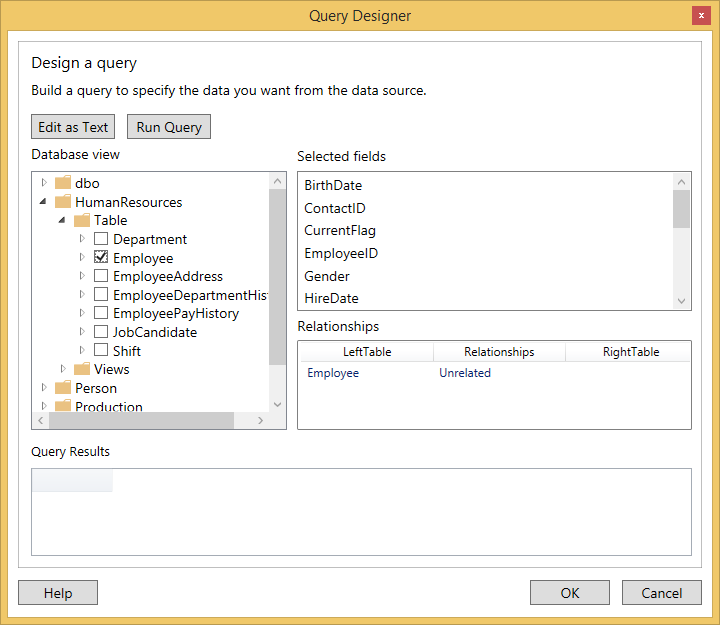 Query Designer
x
Design a query
Build a query to specify the data you want from the data source.
Edit as Text
Run Query
Database view
dbo
HumanResources
Table
Department
Employee
EmployeeAddress
EmployeeDepartmentHis
EmployeePayHistory
JobCandidate
Shift
Views
Person
Production
Selected fields
BirthDate
ContactID
CurrentFlag
EmployeeID
Gender
HireDate
Relationships
LeftTable Relationships RightTable
Employee Unrelated
Query Results
Help
OK
Cancel